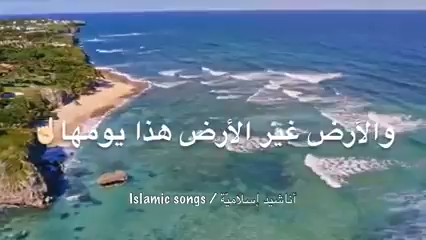 والأرض غير الأرض هذا يومها ل
Islamic songs / أناشيد إسلامية